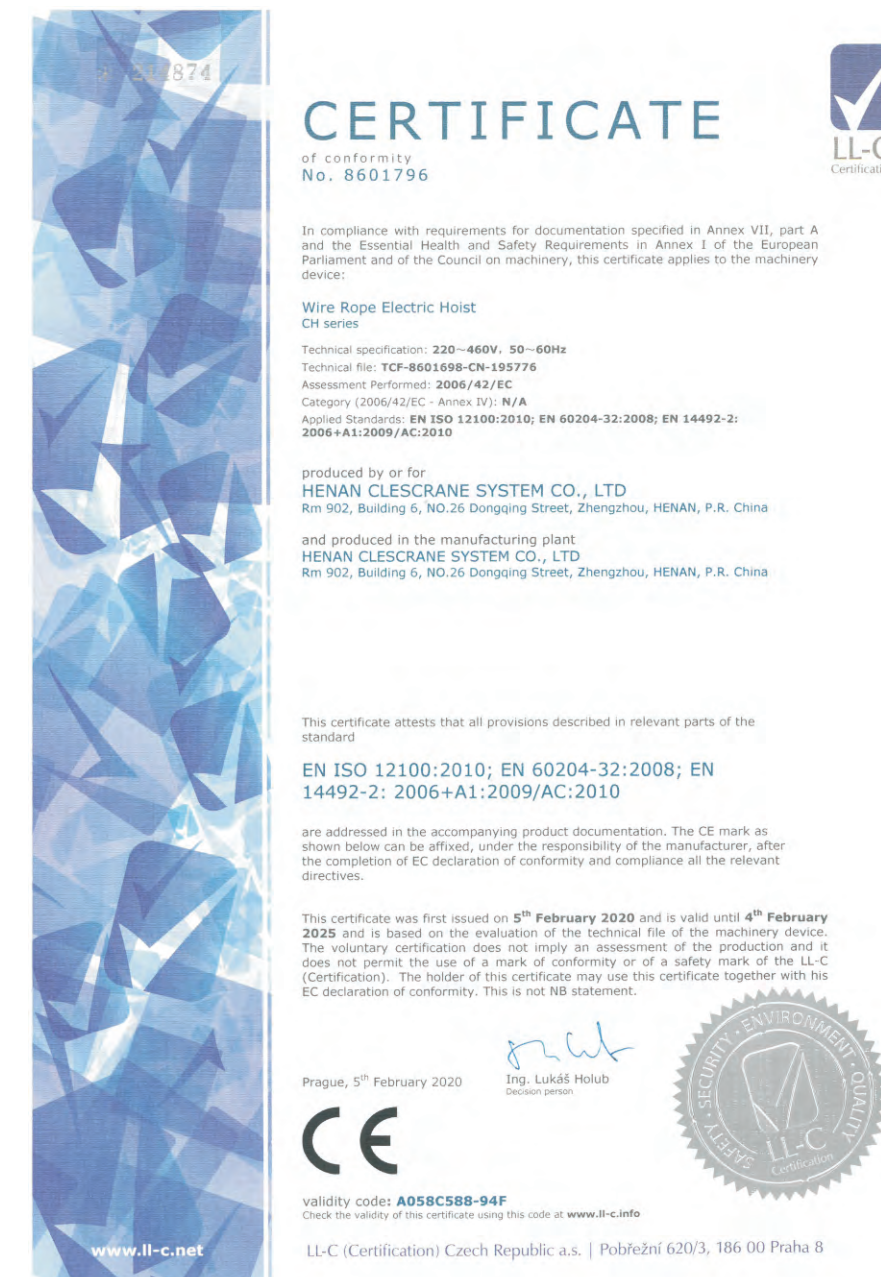 874
CERTIFICATE
of conformity
No. 8601796
LL-C
Certificati
In compliance with requirements for documentation specified in Annex VII, part A
and the Essential Health and Safety Requirements in Annex I of the European
Parliament and of the Council on machinery, this certificate applies to the machinery
device:
Wire Rope Electric Hoist
CH series
Technical specification: 220~460V, 50~60Hz
Technical file: TCF-8601698-CN-195776
Assessment Performed: 2006/42/EC
Category (2006/42/EC - Annex IV): N/A
Applied Standards: EN ISO 12100:2010; EN 60204-32:2008; EN 14492-2:
2006+A1:2009/AC:2010
produced by or for
HENAN CLESCRANE SYSTEM CO., LTD
Rm 902, Building 6, NO.26 Dongqing Street, Zhengzhou, HENAN, P.R. China
and produced in the manufacturing plant
HENAN CLESCRANE SYSTEM CO., LTD
Rm 902, Building 6, NO.26 Dongqing Street, Zhengzhou, HENAN, P.R. China
This certificate attests that all provisions described in relevant parts of the
standard
EN ISO 12100:2010; EN 60204-32:2008; EN
14492-2: 2006+A1:2009/AC:2010
are addressed in the accompanying product documentation. The CE mark as
shown below can be affixed, under the responsibility of the manufacturer, after
the completion of EC declaration of conformity and compliance all the relevant
directives.
This certificate was first issued on 5th February 2020 and is valid until 4th February
2025 and is based on the evaluation of the technical file of the machinery device.
The voluntary certification does not imply an assessment of the production and it
does not permit the use of a mark of conformity or of a safety mark of the LL-C
(Certification). The holder of this certificate may use this certificate together with his
EC declaration of conformity. This is not NB statement.
Prague, 5th February 2020
Ing. Lukáš Holub
Decision person
SAFETY · SECURITY · ENVIRONMENT · QUALITY
LL-C
Certification
CE
validity code: A058C588-94F
Check the validity of this certificate using this code at www.ll-c.info
www.ll-c.net
LL-C (Certification) Czech Republic a.s. | Pobřežní 620/3, 186 00 Praha 8